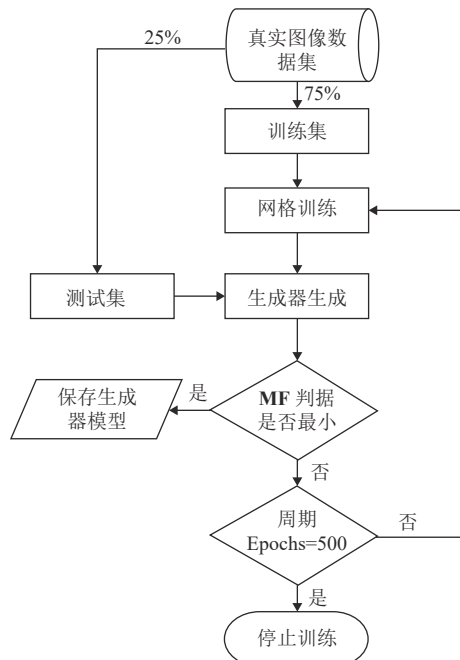 25%
真实图像数
据集
75%
训练集
网格训练
测试集
生成器生成
保存生成
器模型
是
MF 判据
是否最小
否
周期
Epochs=500
否
是
停止训练